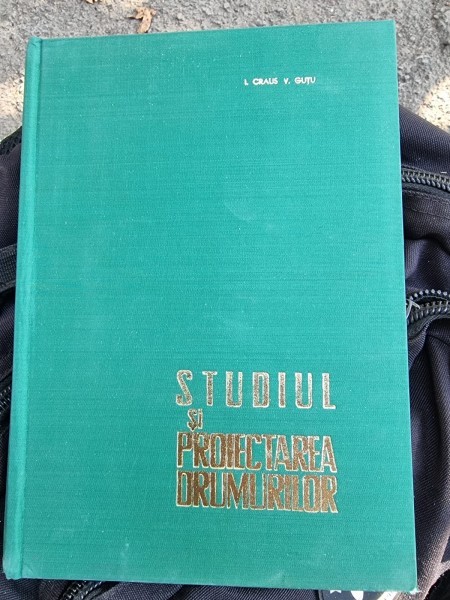 I. CRAUS V. GUȚU
STUDIUL
și
PROIECTAREA
DRUMURILOR